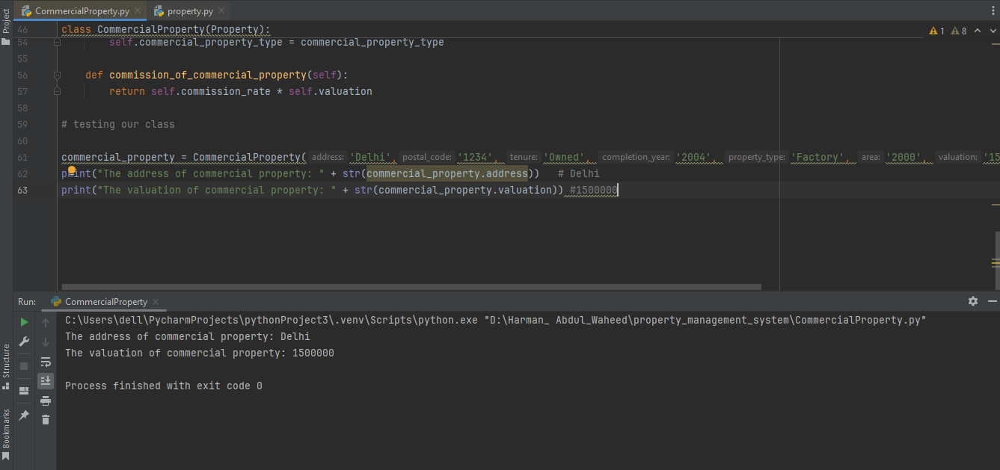 Project
CommercialProperty.py
property.py
46 class CommercialProperty(Property):
1 8
54 self.commercial_property_type = commercial_property_type
55
56 def commission_of_commercial_property(self):
57 return self.commission_rate * self.valuation
58
59 # testing our class
60
61 commercial_property = CommercialProperty( address: 'Delhi', postal_code: '1234', tenure: 'Owned', completion_year: '2004', property_type: 'Factory', area: '2000', valuation: '15
62 print("The address of commercial property: " + str(commercial_property.address)) # Delhi
63 print("The valuation of commercial property: " + str(commercial_property.valuation)) #1500000
Run: CommercialProperty
C:\Users\dell\PycharmProjects\pythonProject3\.venv\Scripts\python.exe "D:\Harman_ Abdul_Waheed\property_management_system\CommercialProperty.py"
The address of commercial property: Delhi
The valuation of commercial property: 1500000
Process finished with exit code 0
Structure
Bookmarks